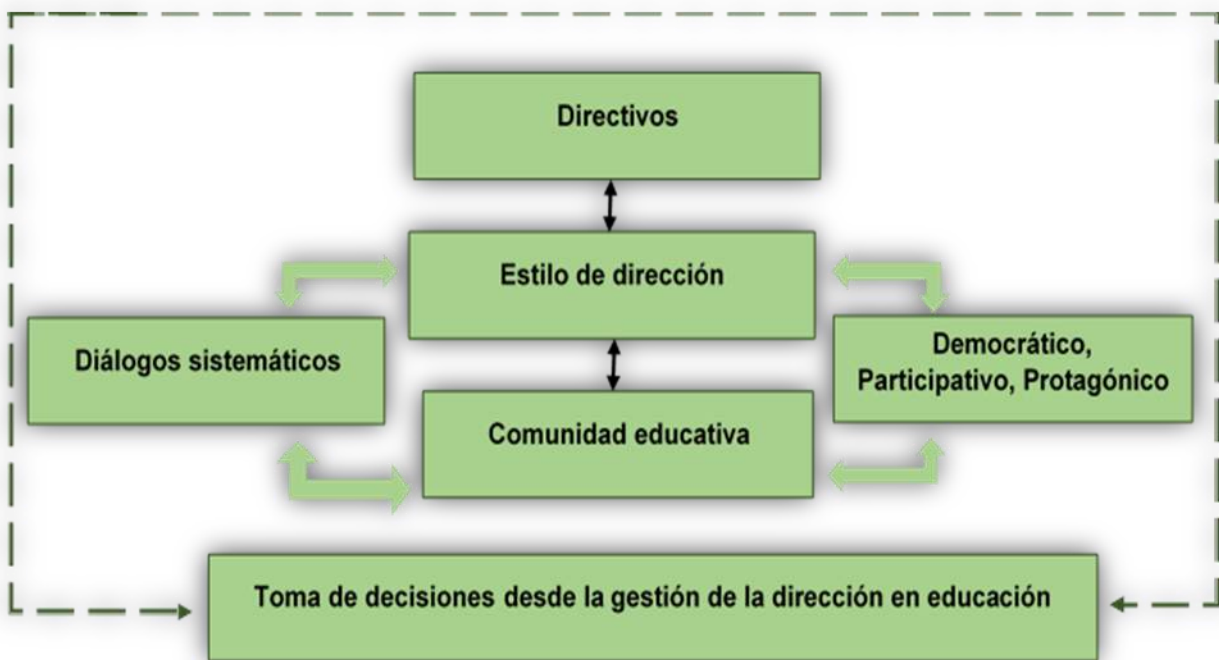 Directivos
Estilo de dirección
Diálogos sistemáticos
Democrático,
Participativo, Protagónico
Comunidad educativa
Toma de decisiones desde la gestión de la dirección en educación